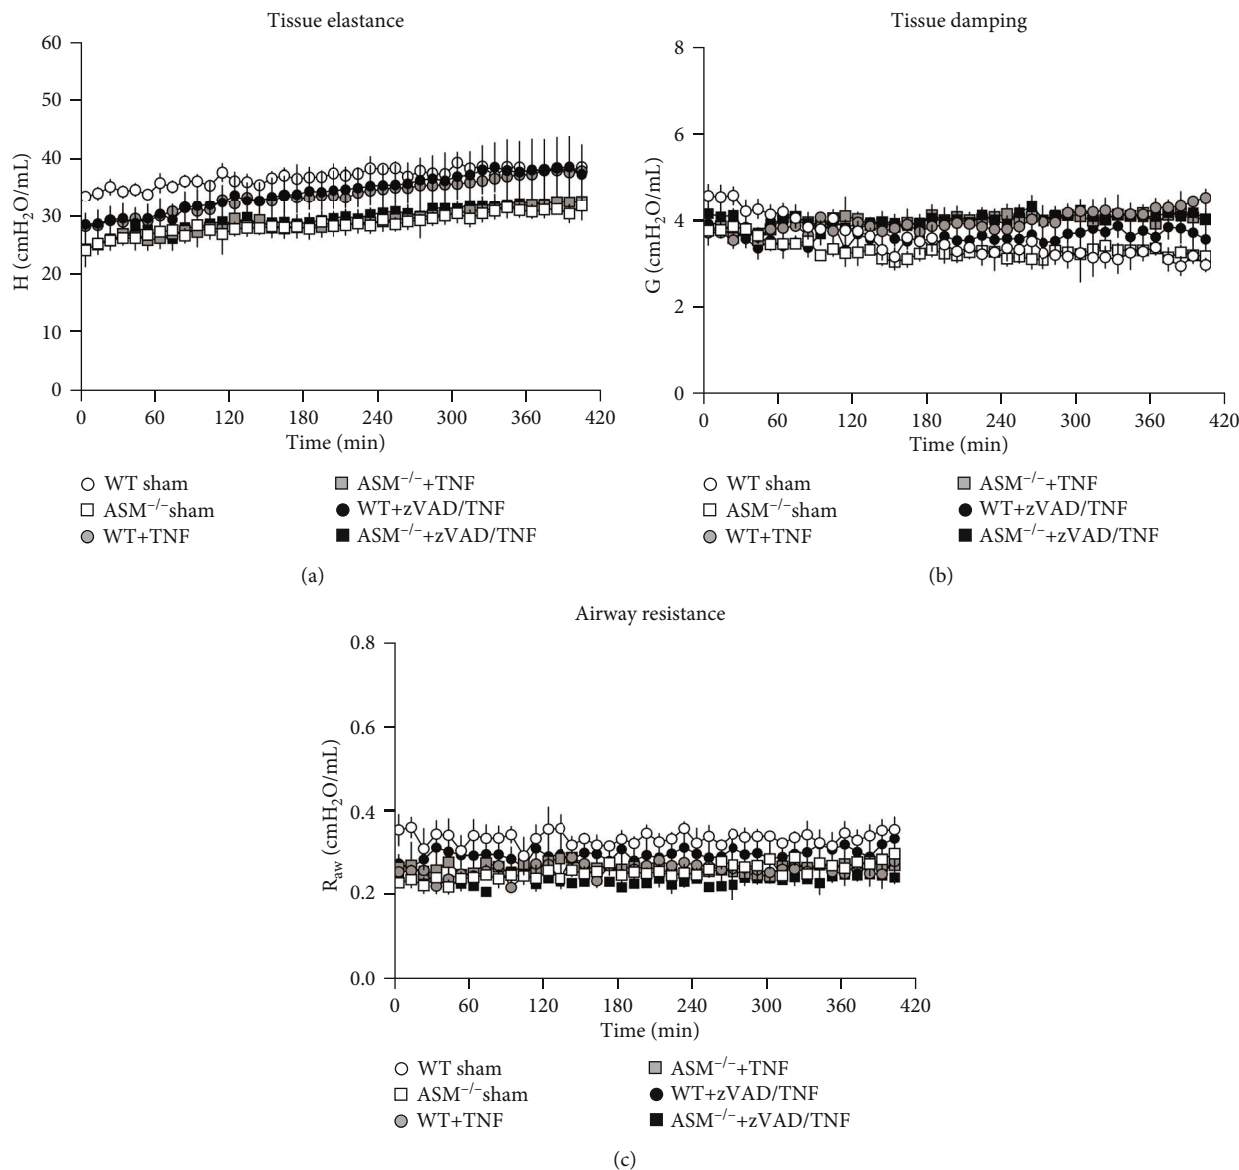 Tissue elastance
60
50
40
30
20
10
0
H (cmH₂O/mL)
0 60 120 180 240 300 360 420
Time (min)
WT sham
ASM⁻/⁻sham
WT+TNF
ASM⁻/⁻+TNF
WT+zVAD/TNF
ASM⁻/⁻+zVAD/TNF
(a)
Tissue damping
8
6
4
2
0
G (cmH₂O/mL)
0 60 120 180 240 300 360 420
Time (min)
WT sham
ASM⁻/⁻sham
WT+TNF
ASM⁻/⁻+TNF
WT+zVAD/TNF
ASM⁻/⁻+zVAD/TNF
(b)
Airway resistance
0.8
0.6
0.4
0.2
0.0
Raw (cmH₂O/mL)
0 60 120 180 240 300 360 420
Time (min)
WT sham
ASM⁻/⁻sham
WT+TNF
ASM⁻/⁻+TNF
WT+zVAD/TNF
ASM⁻/⁻+zVAD/TNF
(c)